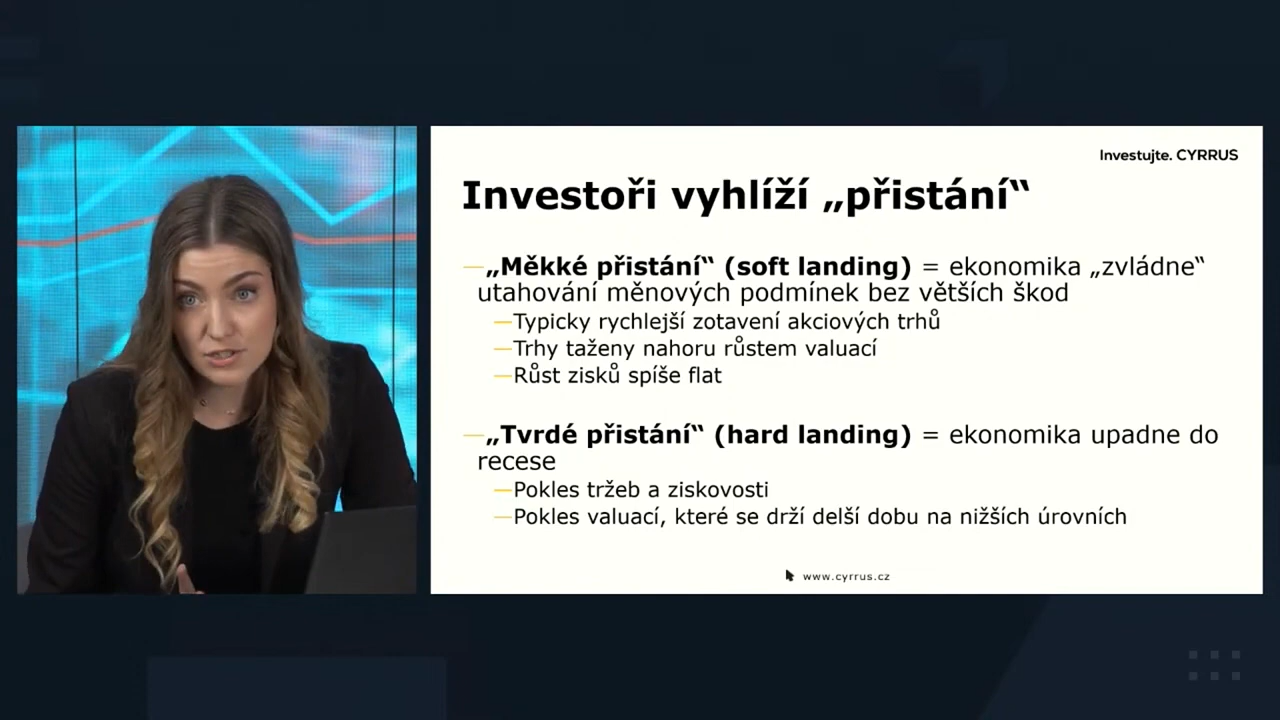 Investujte. CYRRUS
Investoři vyhlíží „přistání“
—„Měkké přistání“ (soft landing) = ekonomika „zvládne“
utahování měnových podmínek bez větších škod
—Typicky rychlejší zotavení akciových trhů
—Trhy taženy nahoru růstem valuací
—Růst zisků spíše flat
—„Tvrdé přistání“ (hard landing) = ekonomika upadne do
recese
—Pokles tržeb a ziskovosti
—Pokles valuací, které se drží delší dobu na nižších úrovních
www.cyrrus.cz